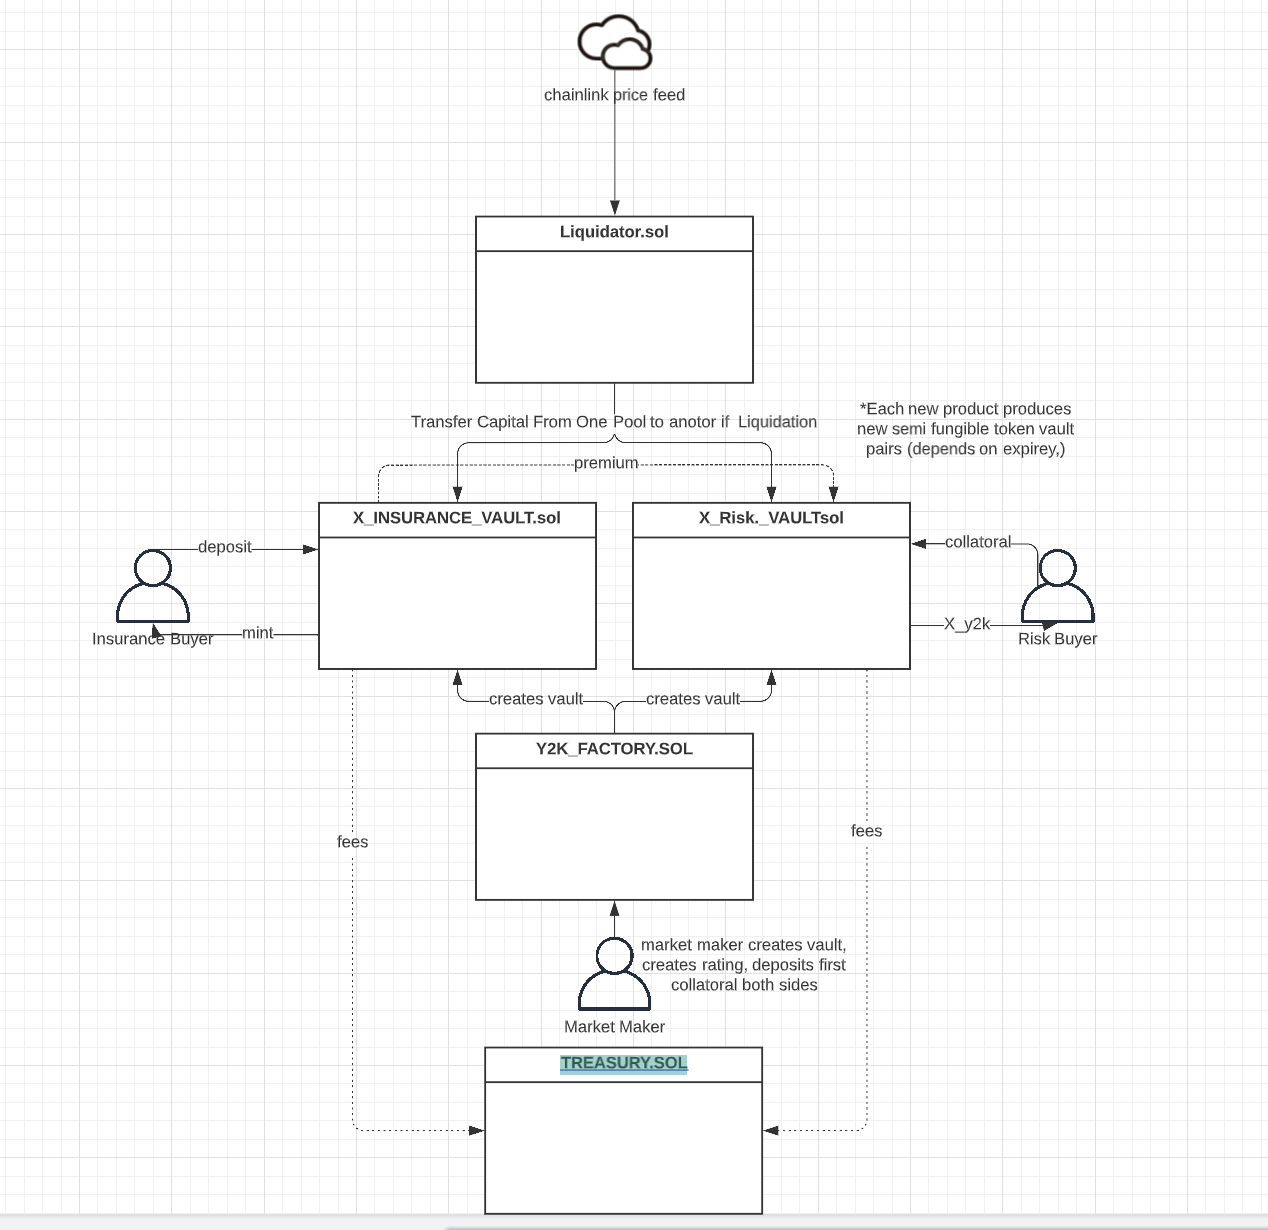 chainlink price feed
Liquidator.sol
Transfer Capital From One Pool to anotor if Liquidation
*Each new product produces
new semi fungible token vault
pairs (depends on expirey,)
premium
X_INSURANCE_VAULT.sol
X_Risk._VAULTsol
deposit
collatoral
mint
Insurance Buyer
X_y2k
Risk Buyer
creates vault
creates vault
Y2K_FACTORY.SOL
fees
fees
market maker creates vault,
creates rating, deposits first
collatoral both sides
Market Maker
TREASURY.SOL